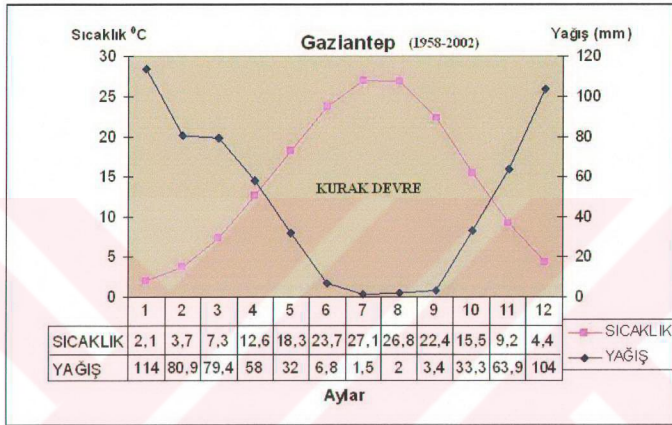 Sıcaklık ⁰C Gaziantep (1958-2002) Yağış (mm)
30 120
25 100
20 80
15 60
KURAK DEVRE
10 40
5 20
0 0
1 2 3 4 5 6 7 8 9 10 11 12
SICAKLIK 2,1 3,7 7,3 12,6 18,3 23,7 27,1 26,8 22,4 15,5 9,2 4,4
YAĞIŞ 114 80,9 79,4 58 32 6,8 1,5 2 3,4 33,3 63,9 104
SICAKLIK
YAĞIŞ
Aylar